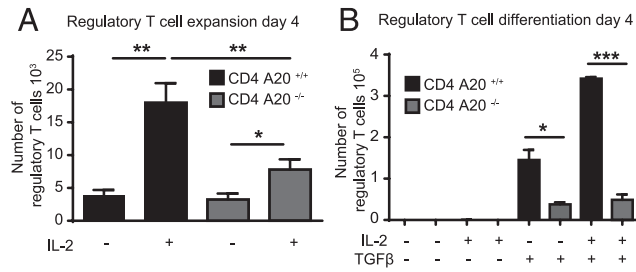 A Regulatory T cell expansion day 4
** **
Number of regulatory T cells 10³
25
20
15
10
5
0
CD4 A20 +/+
CD4 A20 -/-
*
IL-2 - + - +
B Regulatory T cell differentiation day 4
***
Number of regulatory T cells 10⁵
4
3
2
1
0
CD4 A20 +/+
CD4 A20 -/-
*
IL-2 - - + + - - + +
TGFβ - - - - + + + +